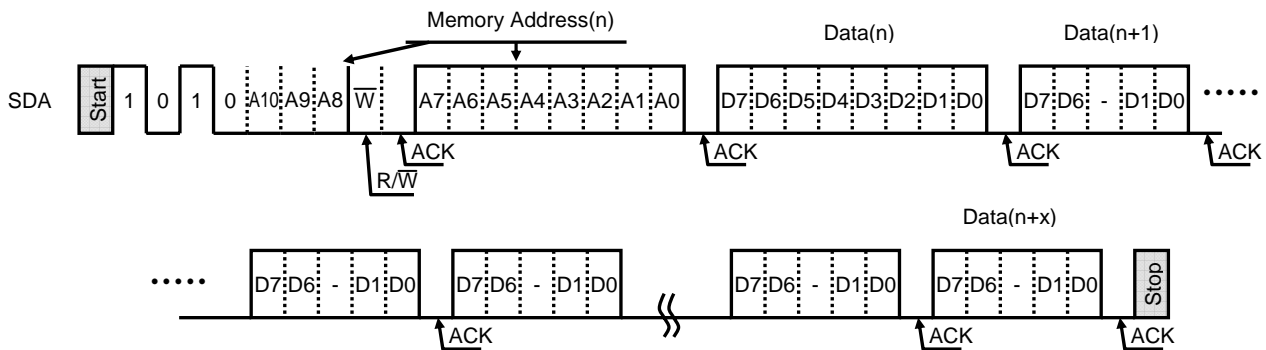 Memory Address(n)
Data(n) Data(n+1)
SDA Start 1 0 1 0 A10 A9 A8 W̅ A7 A6 A5 A4 A3 A2 A1 A0 D7 D6 D5 D4 D3 D2 D1 D0 D7 D6 - D1 D0 •••••
ACK ACK ACK ACK
R/W̅
Data(n+x)
••••• D7 D6 - D1 D0 D7 D6 - D1 D0 D7 D6 - D1 D0 D7 D6 - D1 D0 Stop
ACK ACK ACK